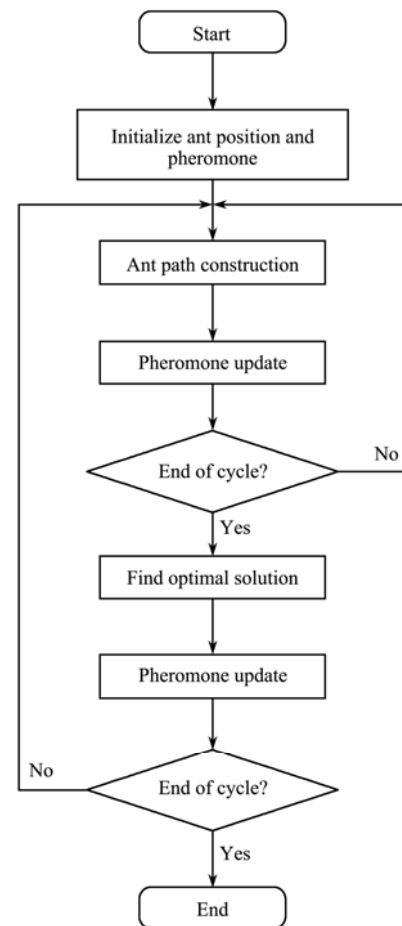 Start
Initialize ant position and
pheromone
Ant path construction
Pheromone update
End of cycle?
No
Yes
Find optimal solution
Pheromone update
No
End of cycle?
Yes
End